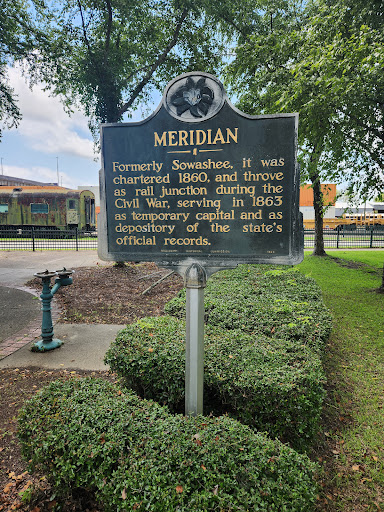 MERIDIAN
Formerly Sowashee, it was
chartered 1860, and throve
as rail junction during the
Civil War, serving in 1863
as temporary capital and as
depository of the state's
official records.